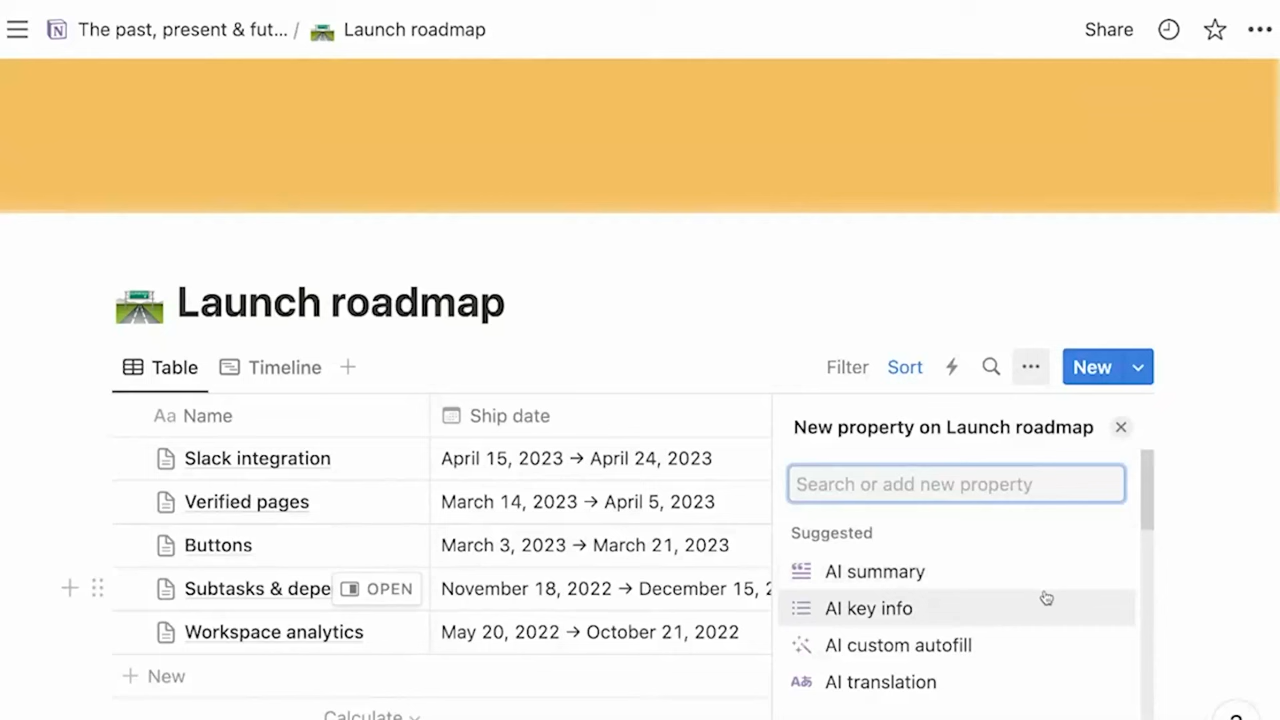 The past, present & fut... / Launch roadmap Share
Launch roadmap
Table Timeline Filter Sort New
Aa Name Ship date
New property on Launch roadmap
Slack integration April 15, 2023 → April 24, 2023
Search or add new property
Verified pages March 14, 2023 → April 5, 2023
Suggested
Buttons March 3, 2023 → March 21, 2023
AI summary
Subtasks & depe OPEN November 18, 2022 → December 15, 2
AI key info
Workspace analytics May 20, 2022 → October 21, 2022
AI custom autofill
+ New
Aあ AI translation
Calculate